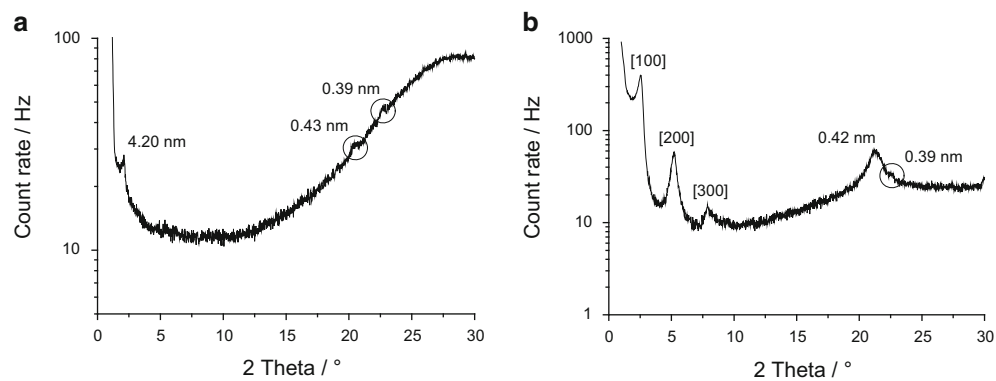 a
100
10
Count rate / Hz
4.20 nm
0.43 nm
0.39 nm
0 5 10 15 20 25 30
2 Theta / °
b
1000
100
10
1
Count rate / Hz
[100]
[200]
[300]
0.42 nm
0.39 nm
0 5 10 15 20 25 30
2 Theta / °